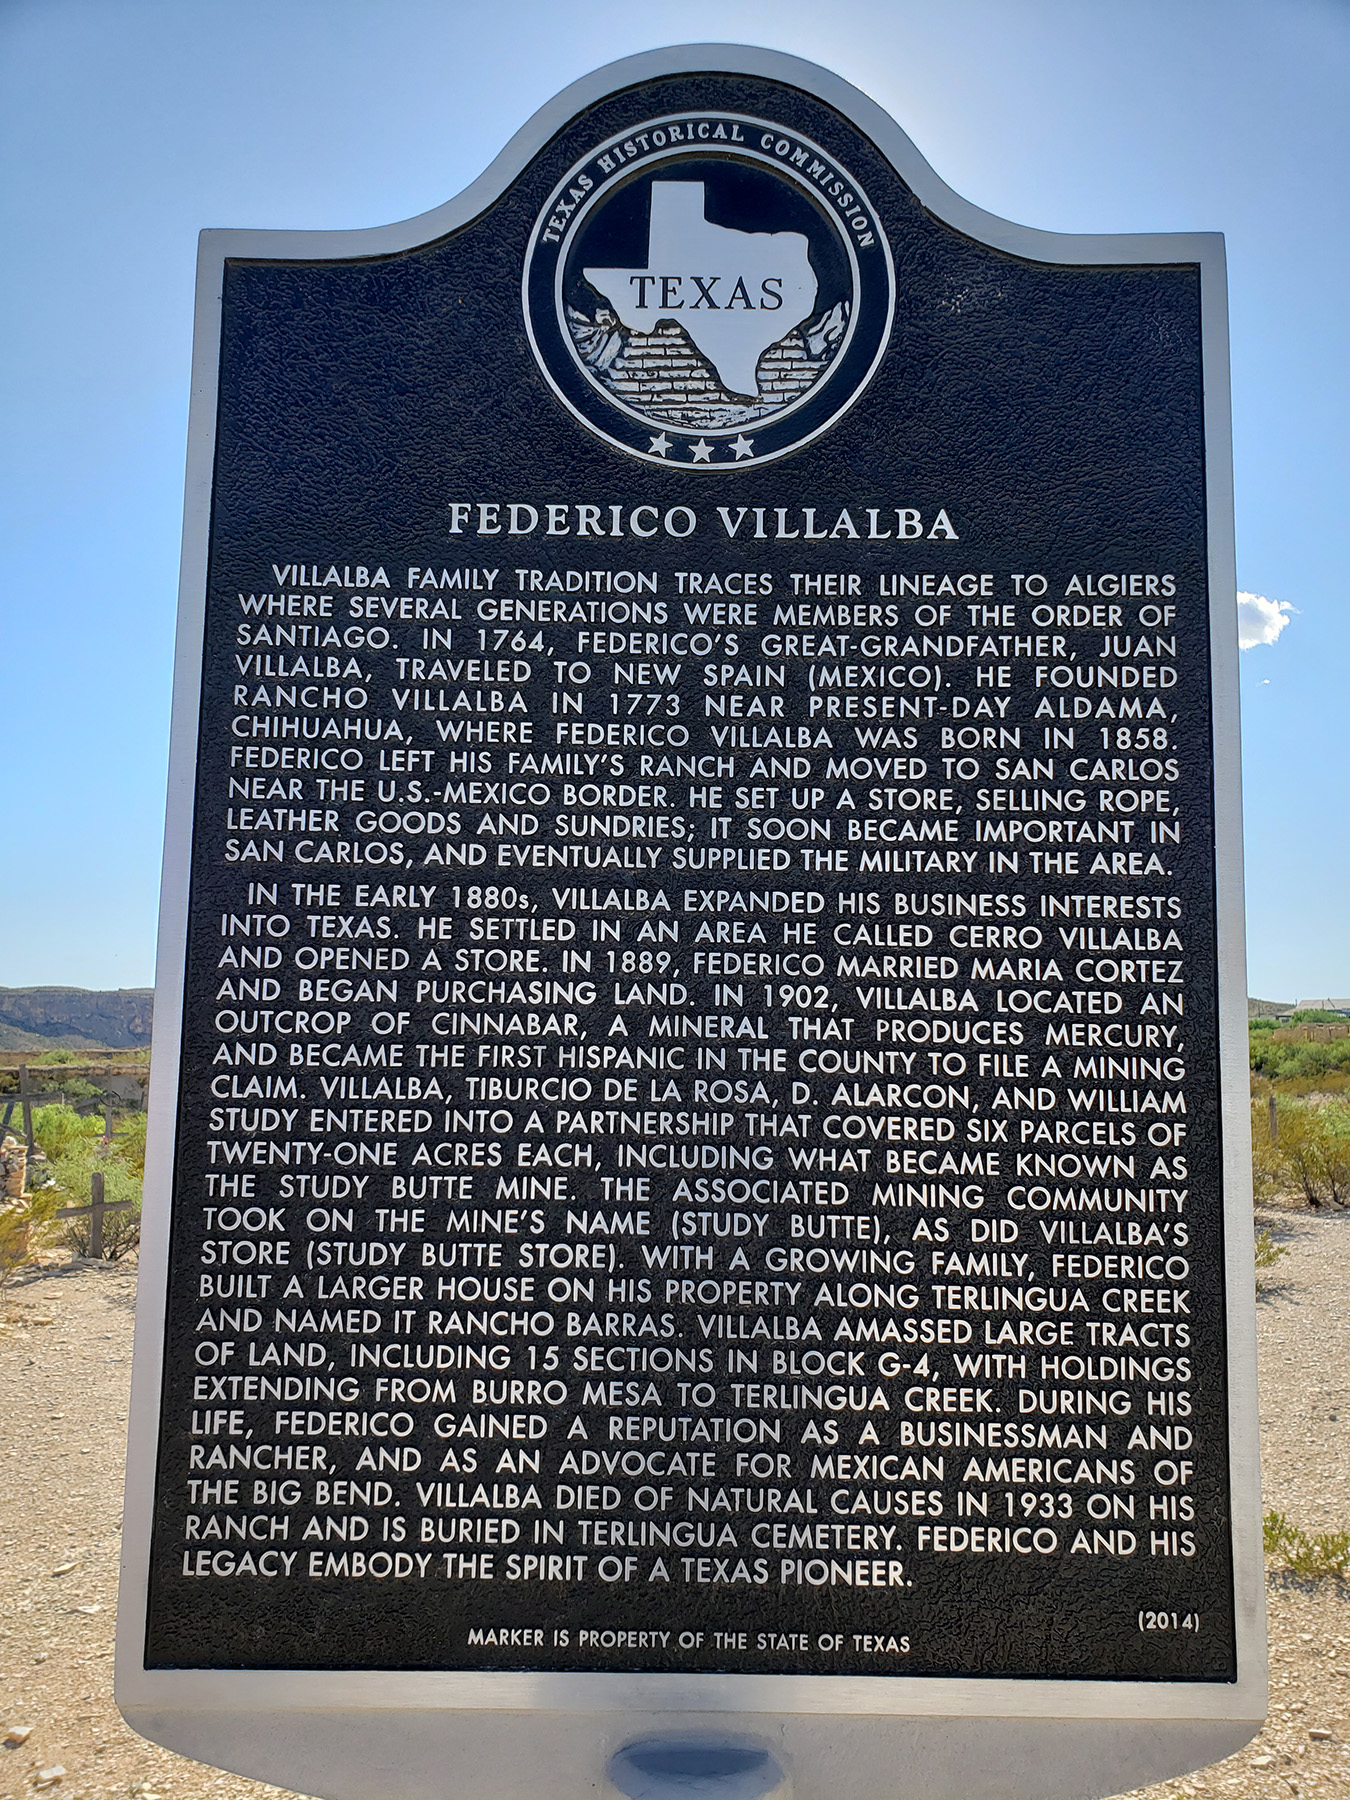 TEXAS HISTORICAL COMMISSION
TEXAS
FEDERICO VILLALBA
VILLALBA FAMILY TRADITION TRACES THEIR LINEAGE TO ALGIERS
WHERE SEVERAL GENERATIONS WERE MEMBERS OF THE ORDER OF
SANTIAGO. IN 1764, FEDERICO'S GREAT-GRANDFATHER, JUAN
VILLALBA, TRAVELED TO NEW SPAIN (MEXICO). HE FOUNDED
RANCHO VILLALBA IN 1773 NEAR PRESENT-DAY ALDAMA,
CHIHUAHUA, WHERE FEDERICO VILLALBA WAS BORN IN 1858.
FEDERICO LEFT HIS FAMILY'S RANCH AND MOVED TO SAN CARLOS
NEAR THE U.S.-MEXICO BORDER. HE SET UP A STORE, SELLING ROPE,
LEATHER GOODS AND SUNDRIES; IT SOON BECAME IMPORTANT IN
SAN CARLOS, AND EVENTUALLY SUPPLIED THE MILITARY IN THE AREA.
IN THE EARLY 1880s, VILLALBA EXPANDED HIS BUSINESS INTERESTS
INTO TEXAS. HE SETTLED IN AN AREA HE CALLED CERRO VILLALBA
AND OPENED A STORE. IN 1889, FEDERICO MARRIED MARIA CORTEZ
AND BEGAN PURCHASING LAND. IN 1902, VILLALBA LOCATED AN
OUTCROP OF CINNABAR, A MINERAL THAT PRODUCES MERCURY,
AND BECAME THE FIRST HISPANIC IN THE COUNTY TO FILE A MINING
CLAIM. VILLALBA, TIBURCIO DE LA ROSA, D. ALARCON, AND WILLIAM
STUDY ENTERED INTO A PARTNERSHIP THAT COVERED SIX PARCELS OF
TWENTY-ONE ACRES EACH, INCLUDING WHAT BECAME KNOWN AS
THE STUDY BUTTE MINE. THE ASSOCIATED MINING COMMUNITY
TOOK ON THE MINE'S NAME (STUDY BUTTE), AS DID VILLALBA'S
STORE (STUDY BUTTE STORE). WITH A GROWING FAMILY, FEDERICO
BUILT A LARGER HOUSE ON HIS PROPERTY ALONG TERLINGUA CREEK
AND NAMED IT RANCHO BARRAS. VILLALBA AMASSED LARGE TRACTS
OF LAND, INCLUDING 15 SECTIONS IN BLOCK G-4, WITH HOLDINGS
EXTENDING FROM BURRO MESA TO TERLINGUA CREEK. DURING HIS
LIFE, FEDERICO GAINED A REPUTATION AS A BUSINESSMAN AND
RANCHER, AND AS AN ADVOCATE FOR MEXICAN AMERICANS OF
THE BIG BEND. VILLALBA DIED OF NATURAL CAUSES IN 1933 ON HIS
RANCH AND IS BURIED IN TERLINGUA CEMETERY. FEDERICO AND HIS
LEGACY EMBODY THE SPIRIT OF A TEXAS PIONEER.
(2014)
MARKER IS PROPERTY OF THE STATE OF TEXAS